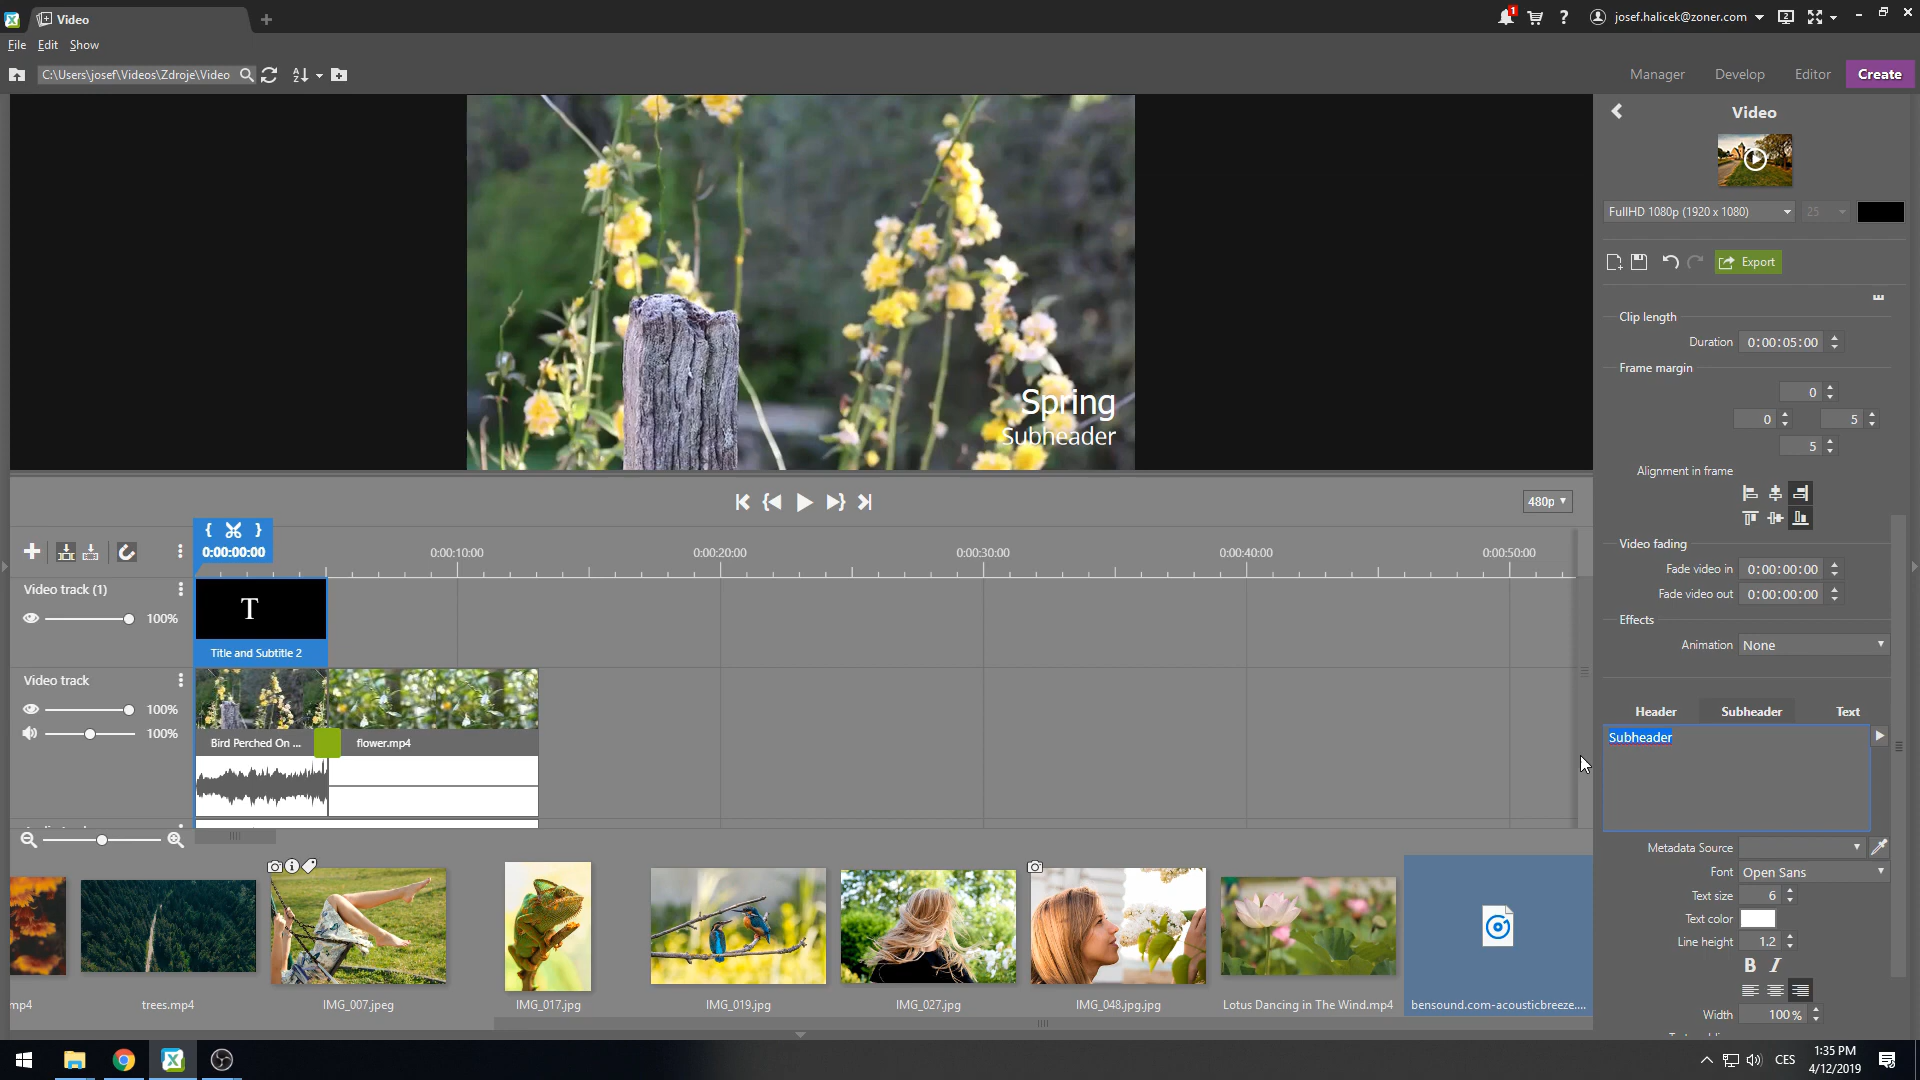 Video
1
josef.halicek@zoner.com
File Edit Show
C:\Users\josef\Videos\Zdroje\Video
Manager Develop Editor Create
Video
FullHD 1080p (1920 x 1080) 25
Export
Clip length
Duration 0:00:05:00
Frame margin
0
0 5
5
Alignment in frame
Spring
Subheader
480p
Video fading
Fade video in 0:00:00:00
Fade video out 0:00:00:00
Effects
Animation None
{ }
0:00:00:00 0:00:10:00 0:00:20:00 0:00:30:00 0:00:40:00 0:00:50:00
Video track (1)
100%
T
Title and Subtitle 2
Video track
100%
100%
Bird Perched On ... flower.mp4
Header Subheader Text
Subheader
Metadata Source
Font Open Sans
Text size 6
Text color
Line height 1.2
B I
Width 100%
mp4 trees.mp4 IMG_007.jpeg IMG_017.jpg IMG_019.jpg IMG_027.jpg IMG_048.jpg.jpg Lotus Dancing in The Wind.mp4 bensound.com-acousticbreeze....
CES
1:35 PM
4/12/2019